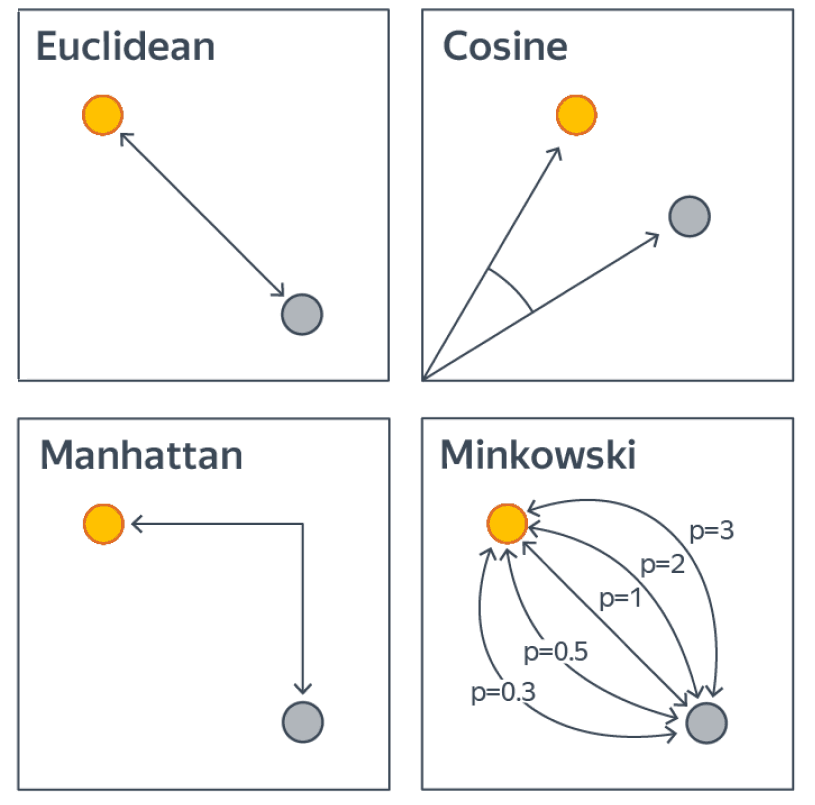 Euclidean
Cosine
Manhattan
Minkowski
p=3
p=2
p=1
p=0.5
p=0.3